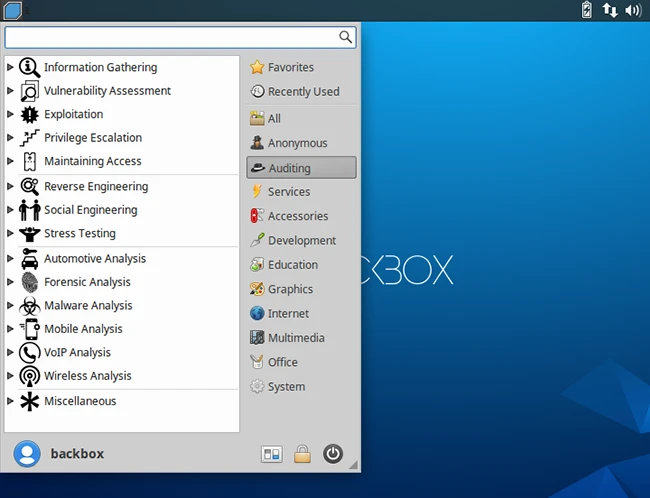 Information Gathering
Vulnerability Assessment
Exploitation
Privilege Escalation
Maintaining Access
Reverse Engineering
Social Engineering
Stress Testing
Automotive Analysis
Forensic Analysis
Malware Analysis
Mobile Analysis
VoIP Analysis
Wireless Analysis
Miscellaneous
Favorites
Recently Used
All
Anonymous
Auditing
Services
Accessories
Development
Education
Graphics
Internet
Multimedia
Office
System
backbox